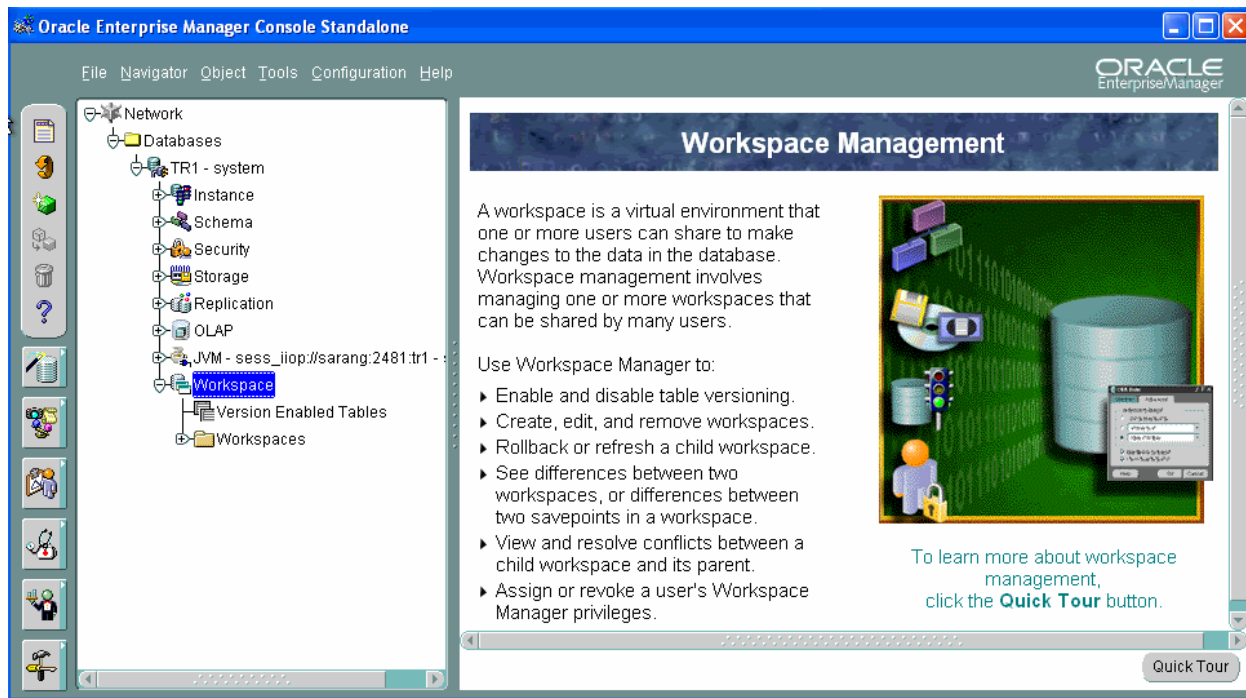 Oracle Enterprise Manager Console Standalone
File Navigator Object Tools Configuration Help
ORACLE
EnterpriseManager
Network
Databases
TR1 - system
Instance
Schema
Security
Storage
Replication
OLAP
JVM - sess_iiop://sarang:2481:tr1 -
Workspace
Version Enabled Tables
Workspaces
Workspace Management
A workspace is a virtual environment that
one or more users can share to make
changes to the data in the database.
Workspace management involves
managing one or more workspaces that
can be shared by many users.
Use Workspace Manager to:
Enable and disable table versioning.
Create, edit, and remove workspaces.
Rollback or refresh a child workspace.
See differences between two
workspaces, or differences between
two savepoints in a workspace.
View and resolve conflicts between a
child workspace and its parent.
Assign or revoke a user's Workspace
Manager privileges.
To learn more about workspace
management,
click the Quick Tour button.
Quick Tour